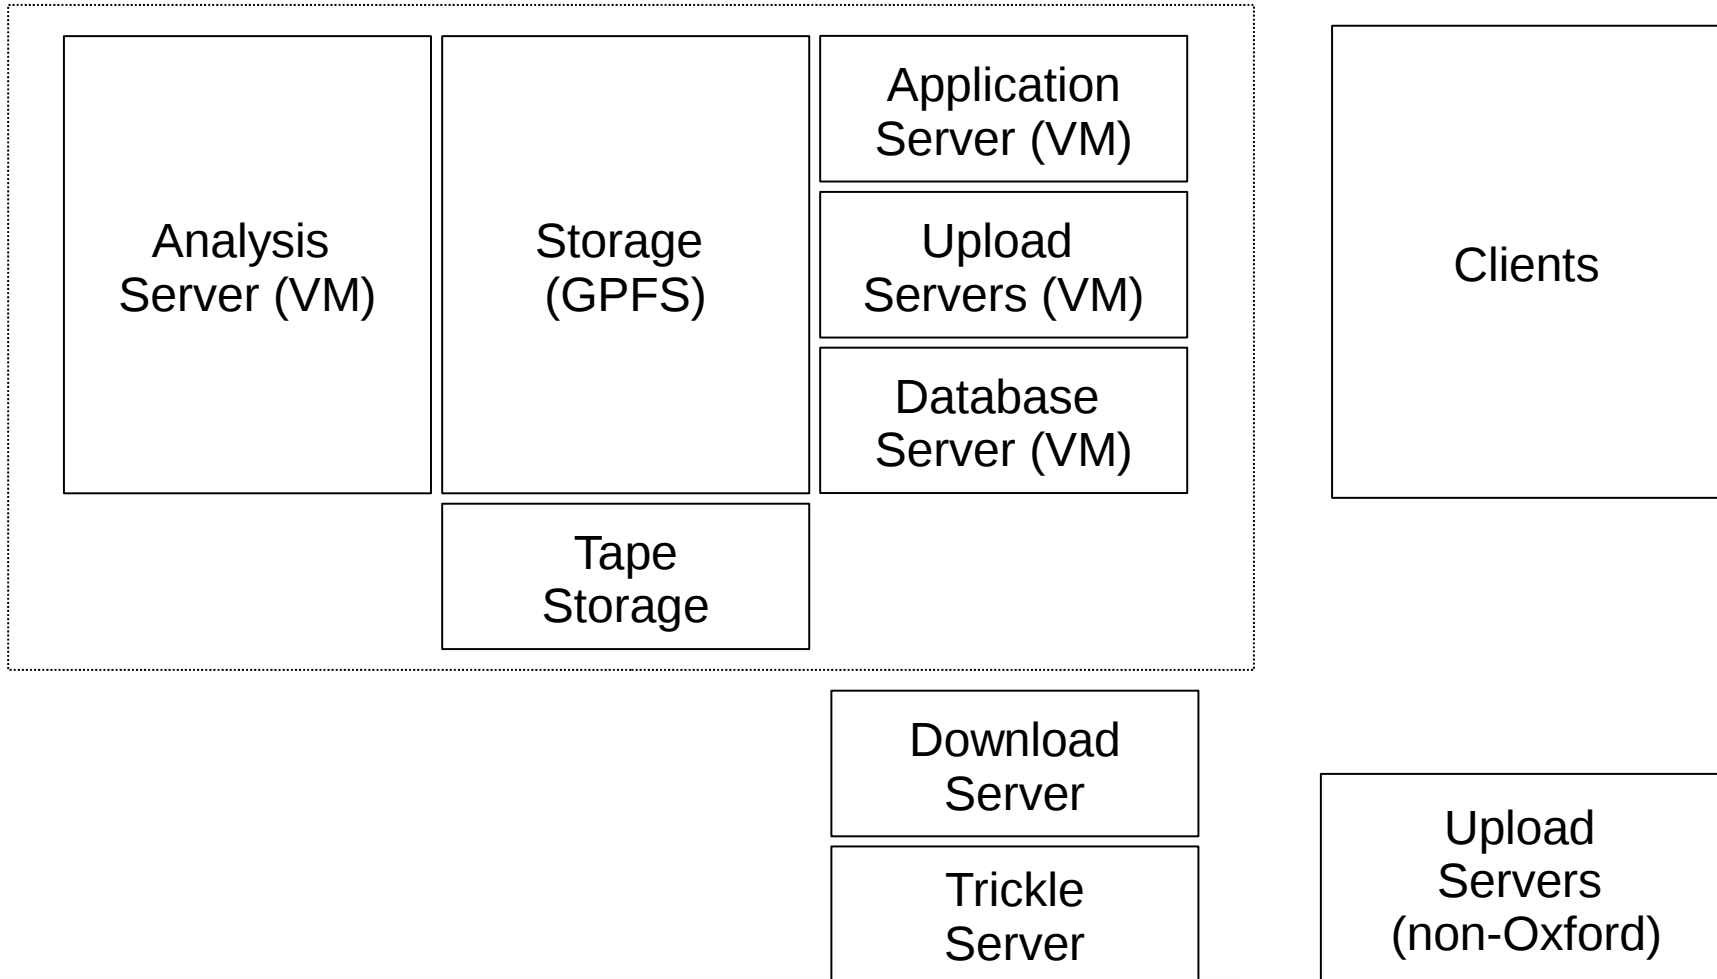 Analysis
Server (VM)
Storage
(GPFS)
Application
Server (VM)
Upload
Servers (VM)
Database
Server (VM)
Tape
Storage
Clients
Download
Server
Trickle
Server
Upload
Servers
(non-Oxford)